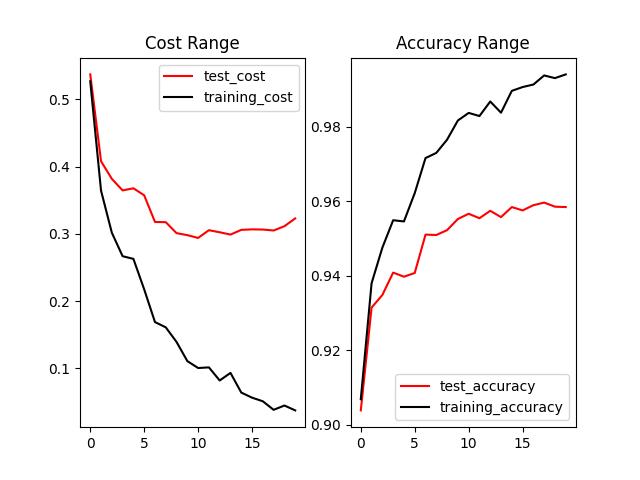 Cost Range
test_cost
training_cost
0.5
0.4
0.3
0.2
0.1
0 5 10 15
Accuracy Range
0.98
0.96
0.94
0.92
0.90
test_accuracy
training_accuracy
0 5 10 15